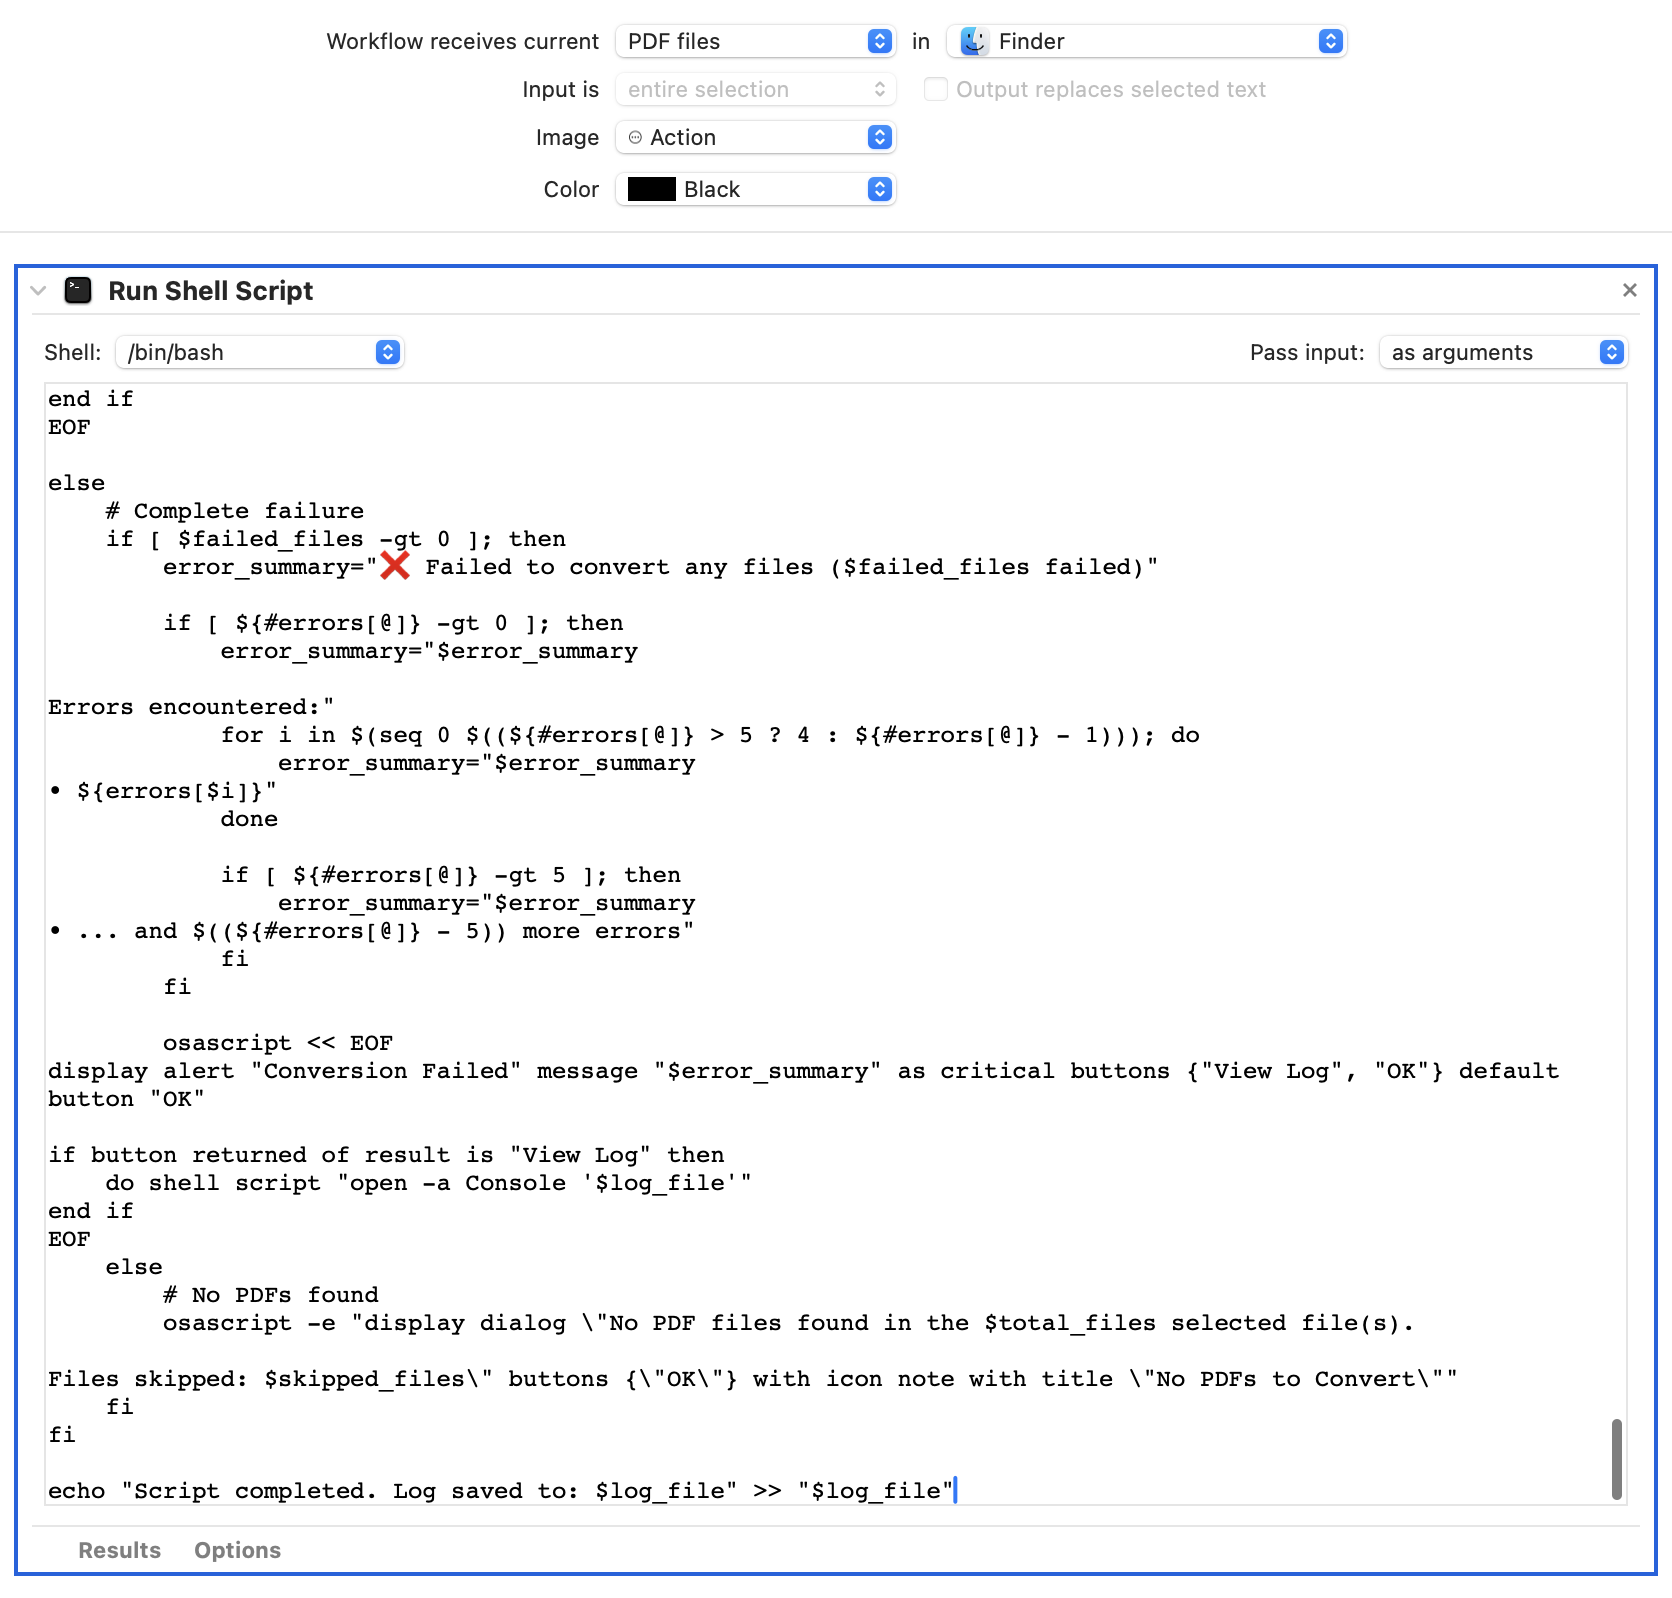 Workflow receives current PDF files in Finder
Input is entire selection Output replaces selected text
Image Action
Color Black
Run Shell Script
Shell: /bin/bash Pass input: as arguments
end if
EOF

else
    # Complete failure
    if [ $failed_files -gt 0 ]; then
        error_summary="❌ Failed to convert any files ($failed_files failed)"

        if [ ${#errors[@]} -gt 0 ]; then
            error_summary="$error_summary

Errors encountered:"
            for i in $(seq 0 $((${#errors[@]} > 5 ? 4 : ${#errors[@]} - 1))); do
                error_summary="$error_summary
• ${errors[$i]}"
            done

            if [ ${#errors[@]} -gt 5 ]; then
                error_summary="$error_summary
• ... and $((${#errors[@]} - 5)) more errors"
            fi
        fi

        osascript << EOF
display alert "Conversion Failed" message "$error_summary" as critical buttons {"View Log", "OK"} default
button "OK"

if button returned of result is "View Log" then
    do shell script "open -a Console '$log_file'"
end if
EOF
    else
        # No PDFs found
        osascript -e "display dialog \"No PDF files found in the $total_files selected file(s).

Files skipped: $skipped_files\" buttons {\"OK\"} with icon note with title \"No PDFs to Convert\""
    fi
fi

echo "Script completed. Log saved to: $log_file" >> "$log_file"
Results Options